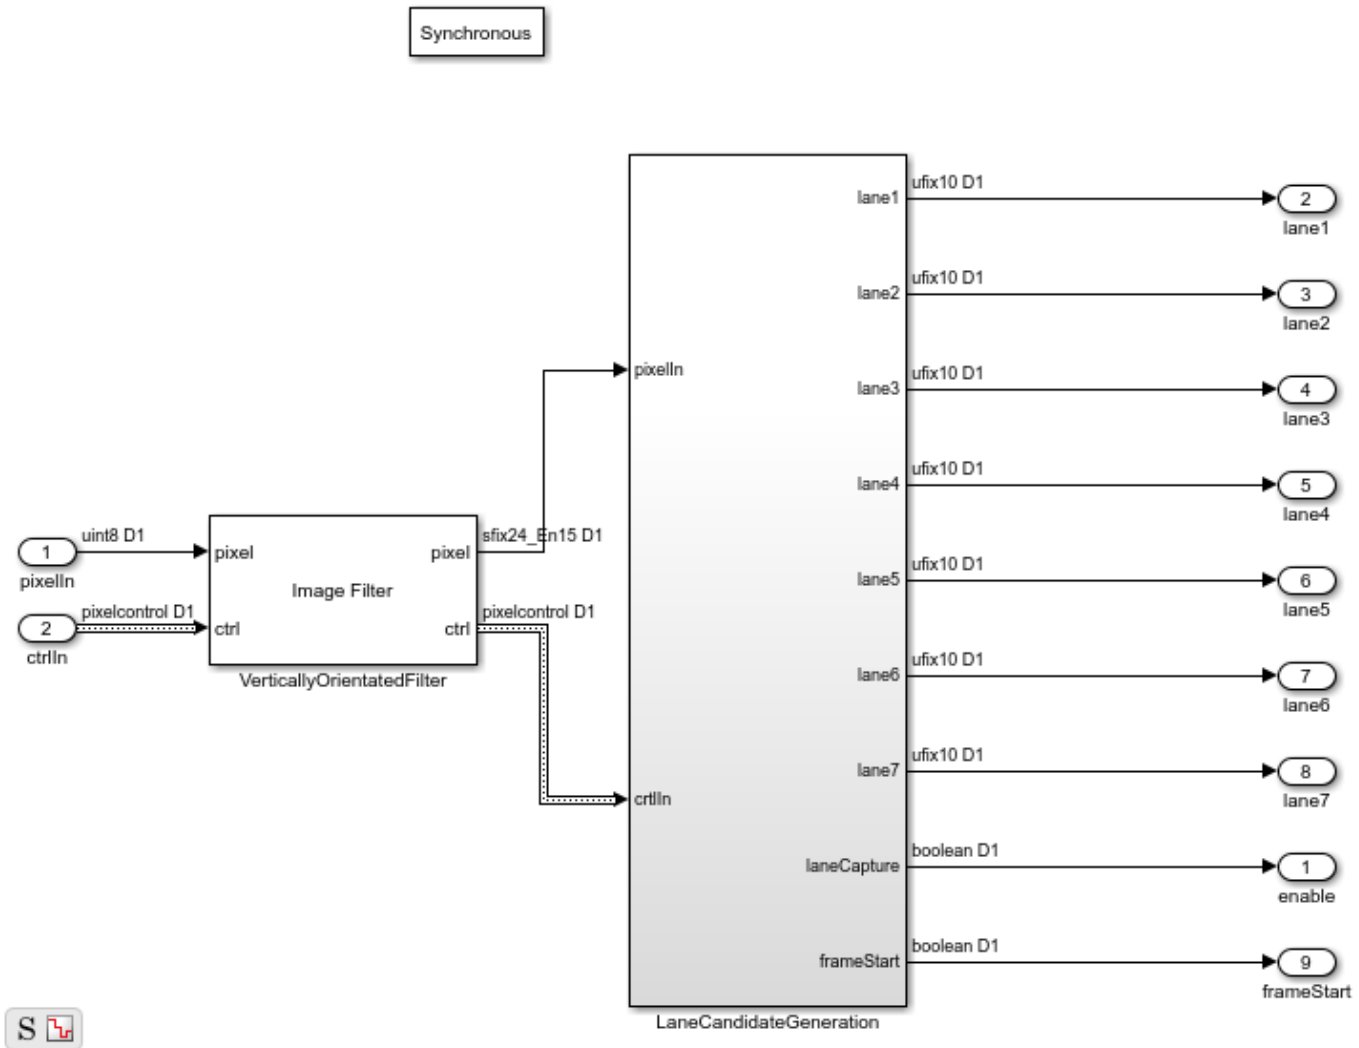 Synchronous
1
pixelIn
uint8 D1
2
ctrlIn
pixelcontrol D1
pixel
ctrl
Image Filter
pixel
ctrl
VerticallyOrientatedFilter
sfix24_En15 D1
pixelcontrol D1
pixelIn
crtlIn
lane1
lane2
lane3
lane4
lane5
lane6
lane7
laneCapture
frameStart
LaneCandidateGeneration
ufix10 D1
2
lane1
ufix10 D1
3
lane2
ufix10 D1
4
lane3
ufix10 D1
5
lane4
ufix10 D1
6
lane5
ufix10 D1
7
lane6
ufix10 D1
8
lane7
boolean D1
1
enable
boolean D1
9
frameStart
S